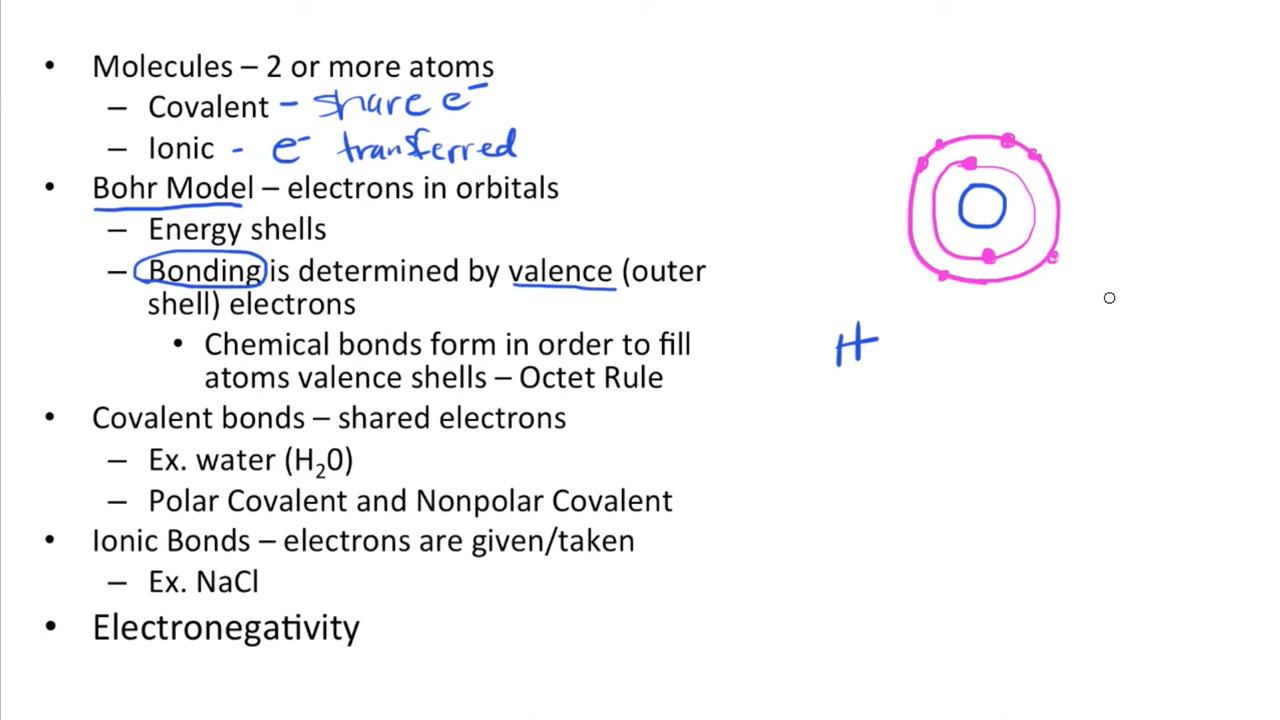 • Molecules – 2 or more atoms
– Covalent - share e⁻
– Ionic - e⁻ transferred
• Bohr Model – electrons in orbitals
– Energy shells
– Bonding is determined by valence (outer
shell) electrons
• Chemical bonds form in order to fill
atoms valence shells – Octet Rule
• Covalent bonds – shared electrons
– Ex. water (H₂0)
– Polar Covalent and Nonpolar Covalent
• Ionic Bonds – electrons are given/taken
– Ex. NaCl
• Electronegativity
H